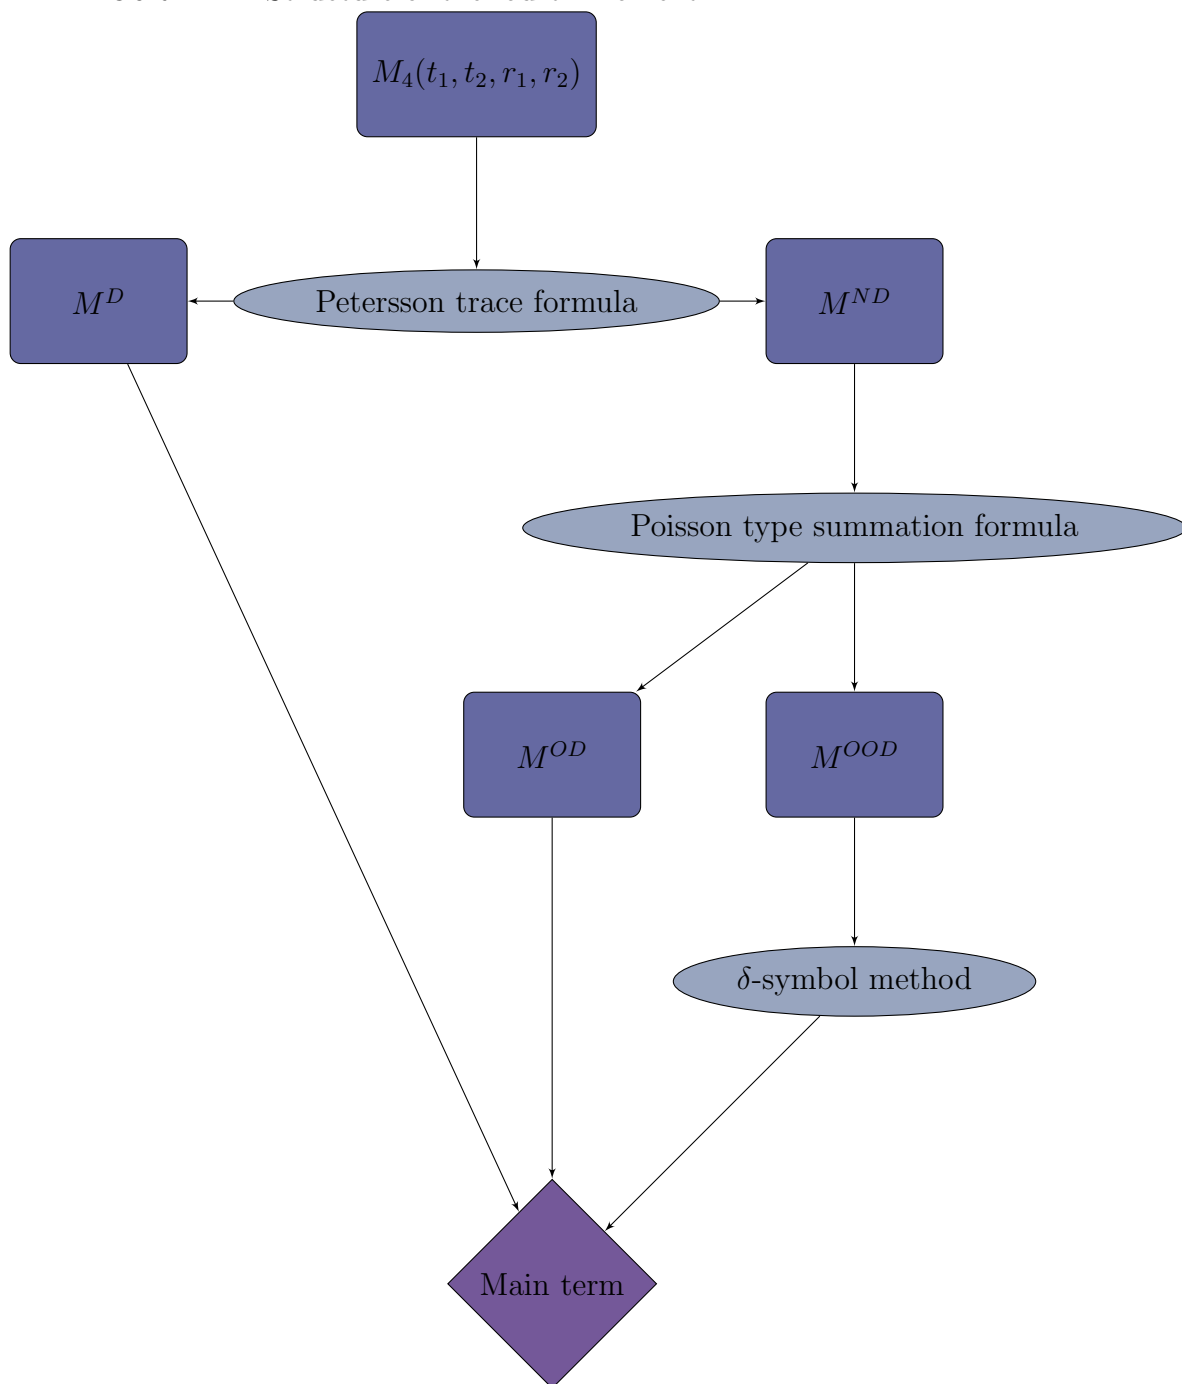 M_4(t_1, t_2, r_1, r_2)
M^D
Petersson trace formula
M^{ND}
Poisson type summation formula
M^{OD}
M^{OOD}
δ-symbol method
Main term